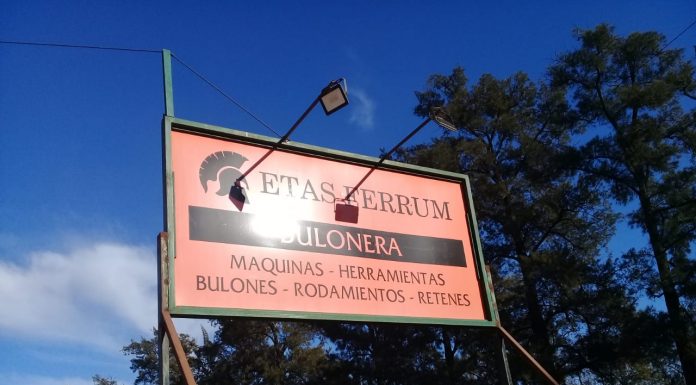 ETAS FERRUM
BULONERA
MAQUINAS - HERRAMIENTAS
BULONES - RODAMIENTOS - RETENES